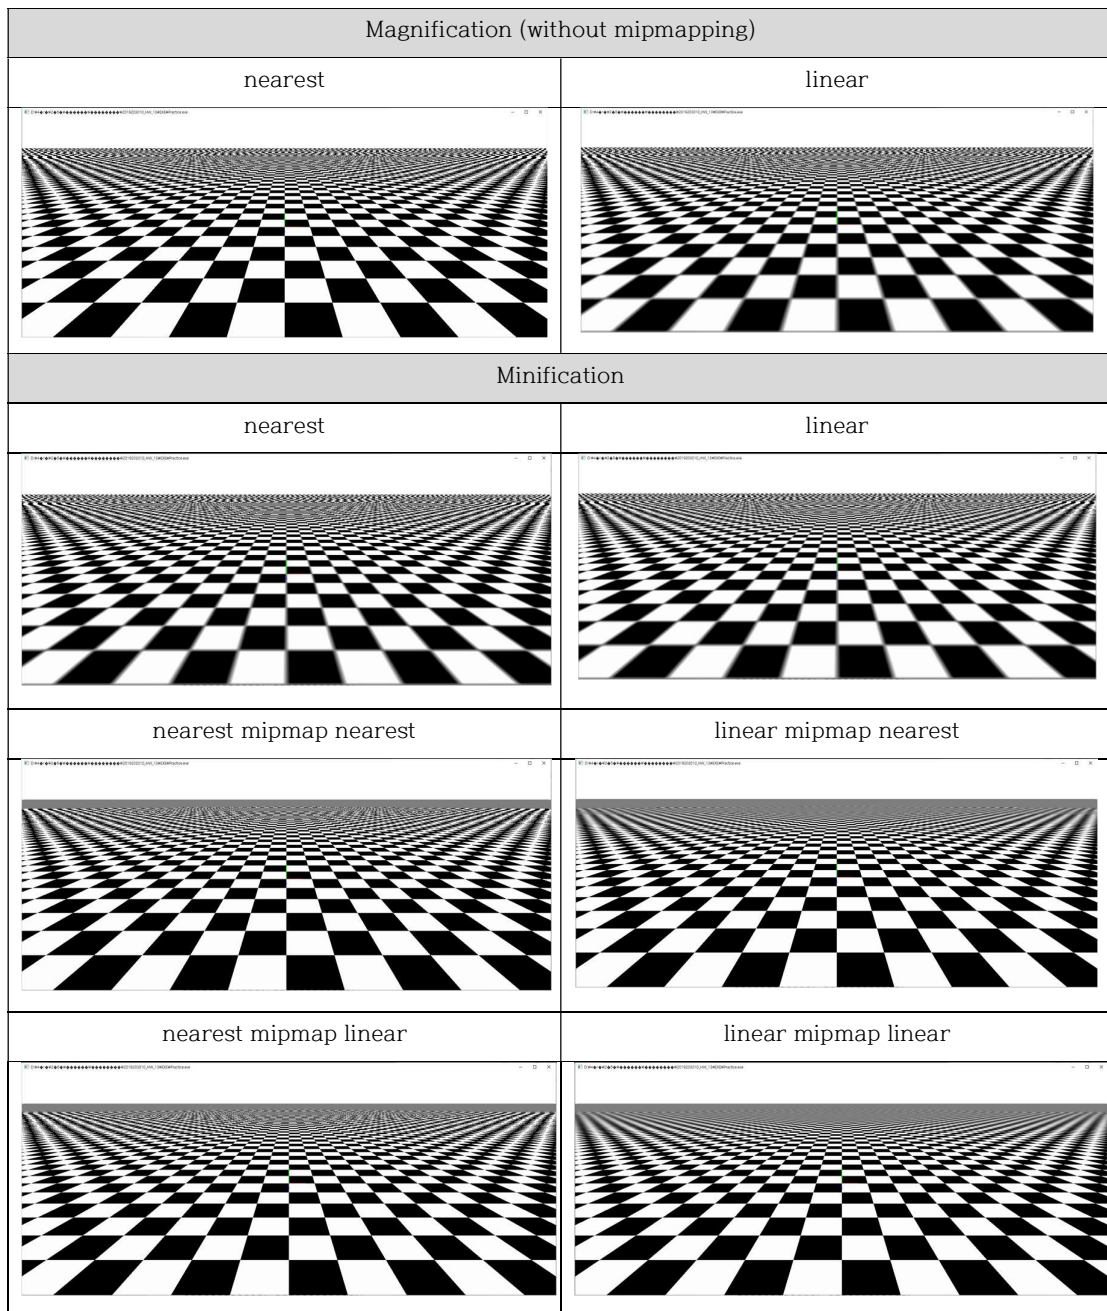 Magnification (without mipmapping)
nearest
linear
Minification
nearest
linear
nearest mipmap nearest
linear mipmap nearest
nearest mipmap linear
linear mipmap linear